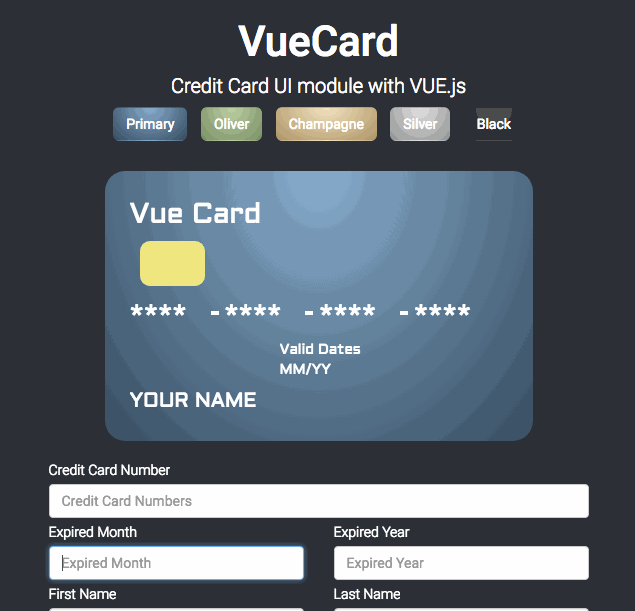 VueCard
Credit Card UI module with VUE.js
Primary Oliver Champagne Silver Black
Vue Card
**** - **** - **** - ****
Valid Dates
MM/YY
YOUR NAME
Credit Card Number
Credit Card Numbers
Expired Month Expired Year
Expired Month Expired Year
First Name Last Name